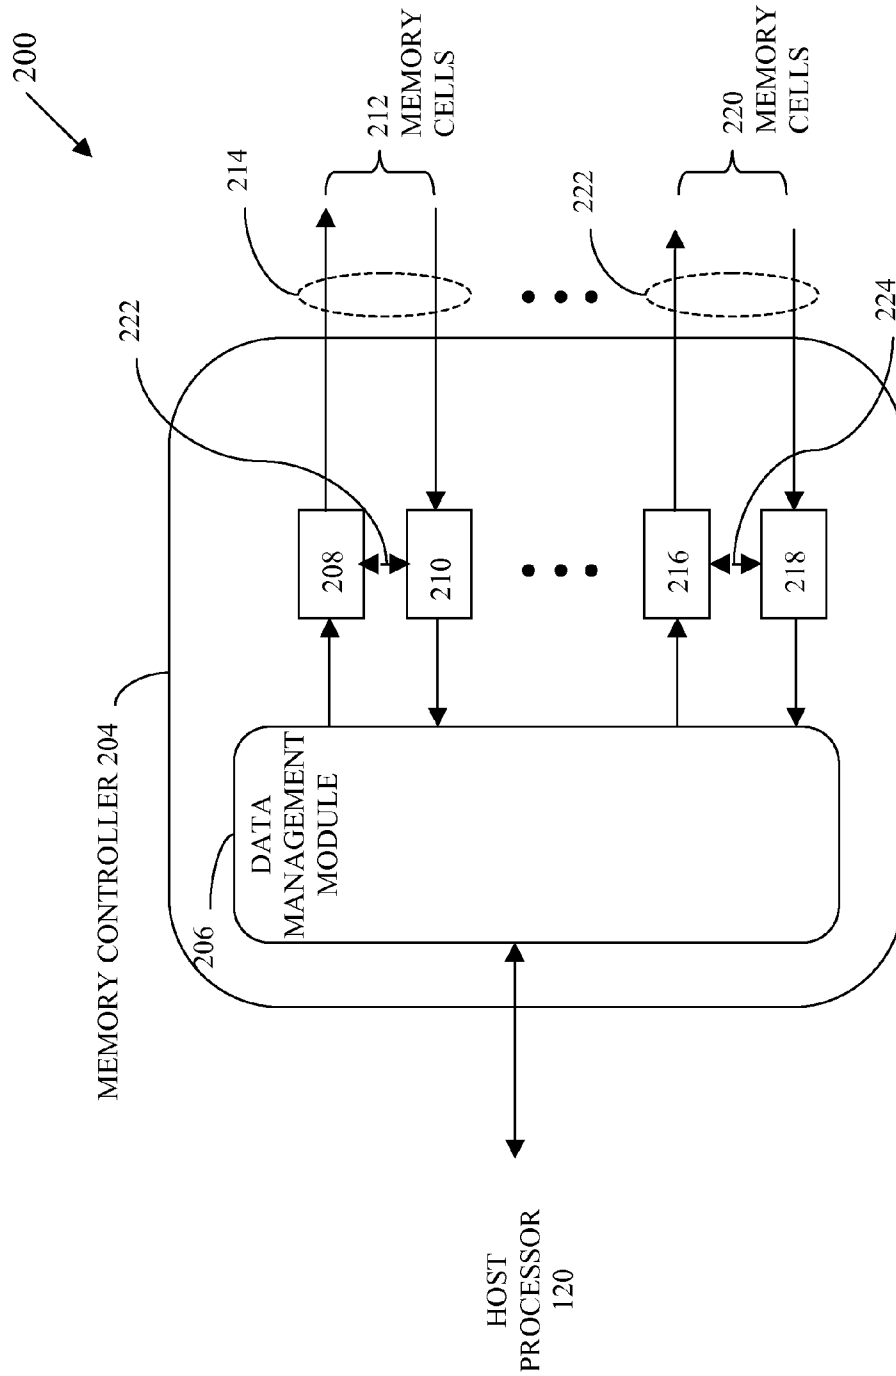 200
MEMORY CONTROLLER 204
222
206
214
DATA
MANAGEMENT
MODULE
208
212
MEMORY
CELLS
210
HOST
PROCESSOR
120
222
216
220
MEMORY
CELLS
218
224